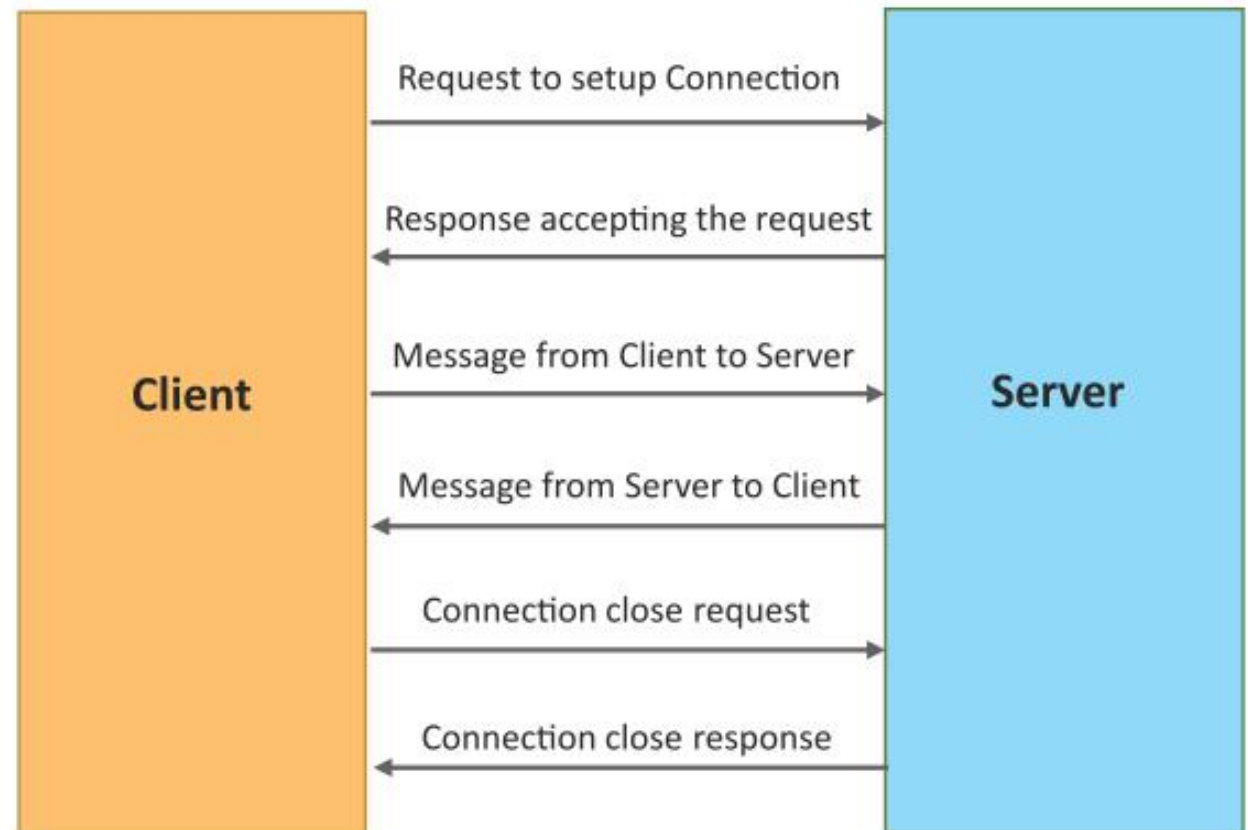 Request to setup Connection
Response accepting the request
Message from Client to Server
Client
Server
Message from Server to Client
Connection close request
Connection close response